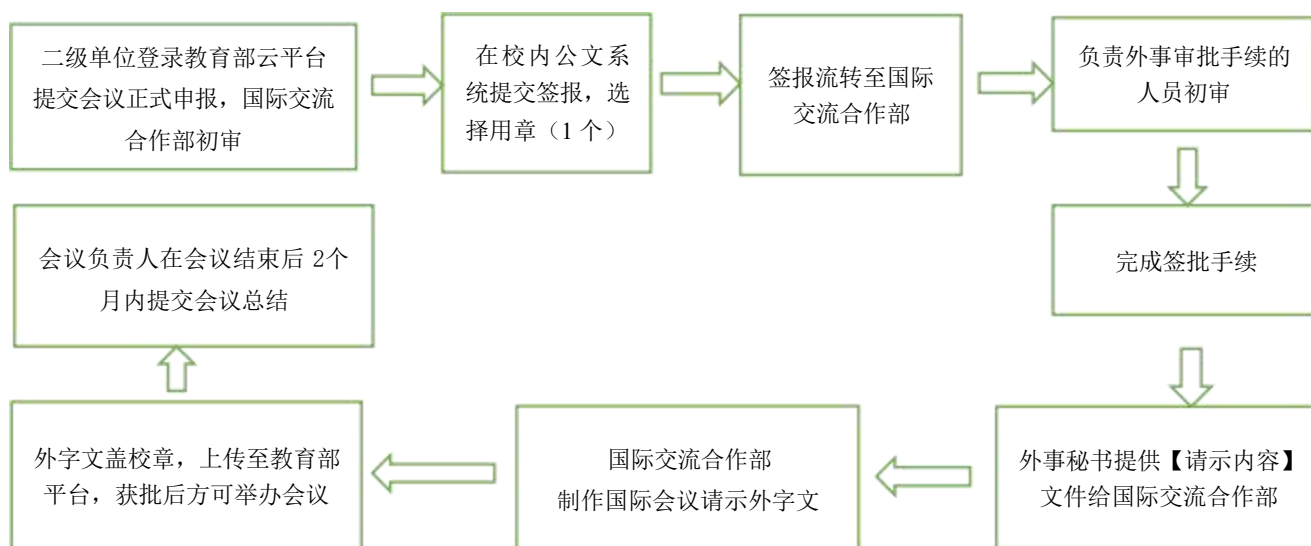 二级单位登录教育部云平台
提交会议正式申报，国际交流
合作部初审
在校内公文系
统提交签报，选
择用章（1 个）
签报流转至国际
交流合作部
负责外事审批手续的
人员初审
完成签批手续
外事秘书提供【请示内容】
文件给国际交流合作部
国际交流合作部
制作国际会议请示外字文
外字文盖校章，上传至教育部
平台，获批后方可举办会议
会议负责人在会议结束后 2个
月内提交会议总结